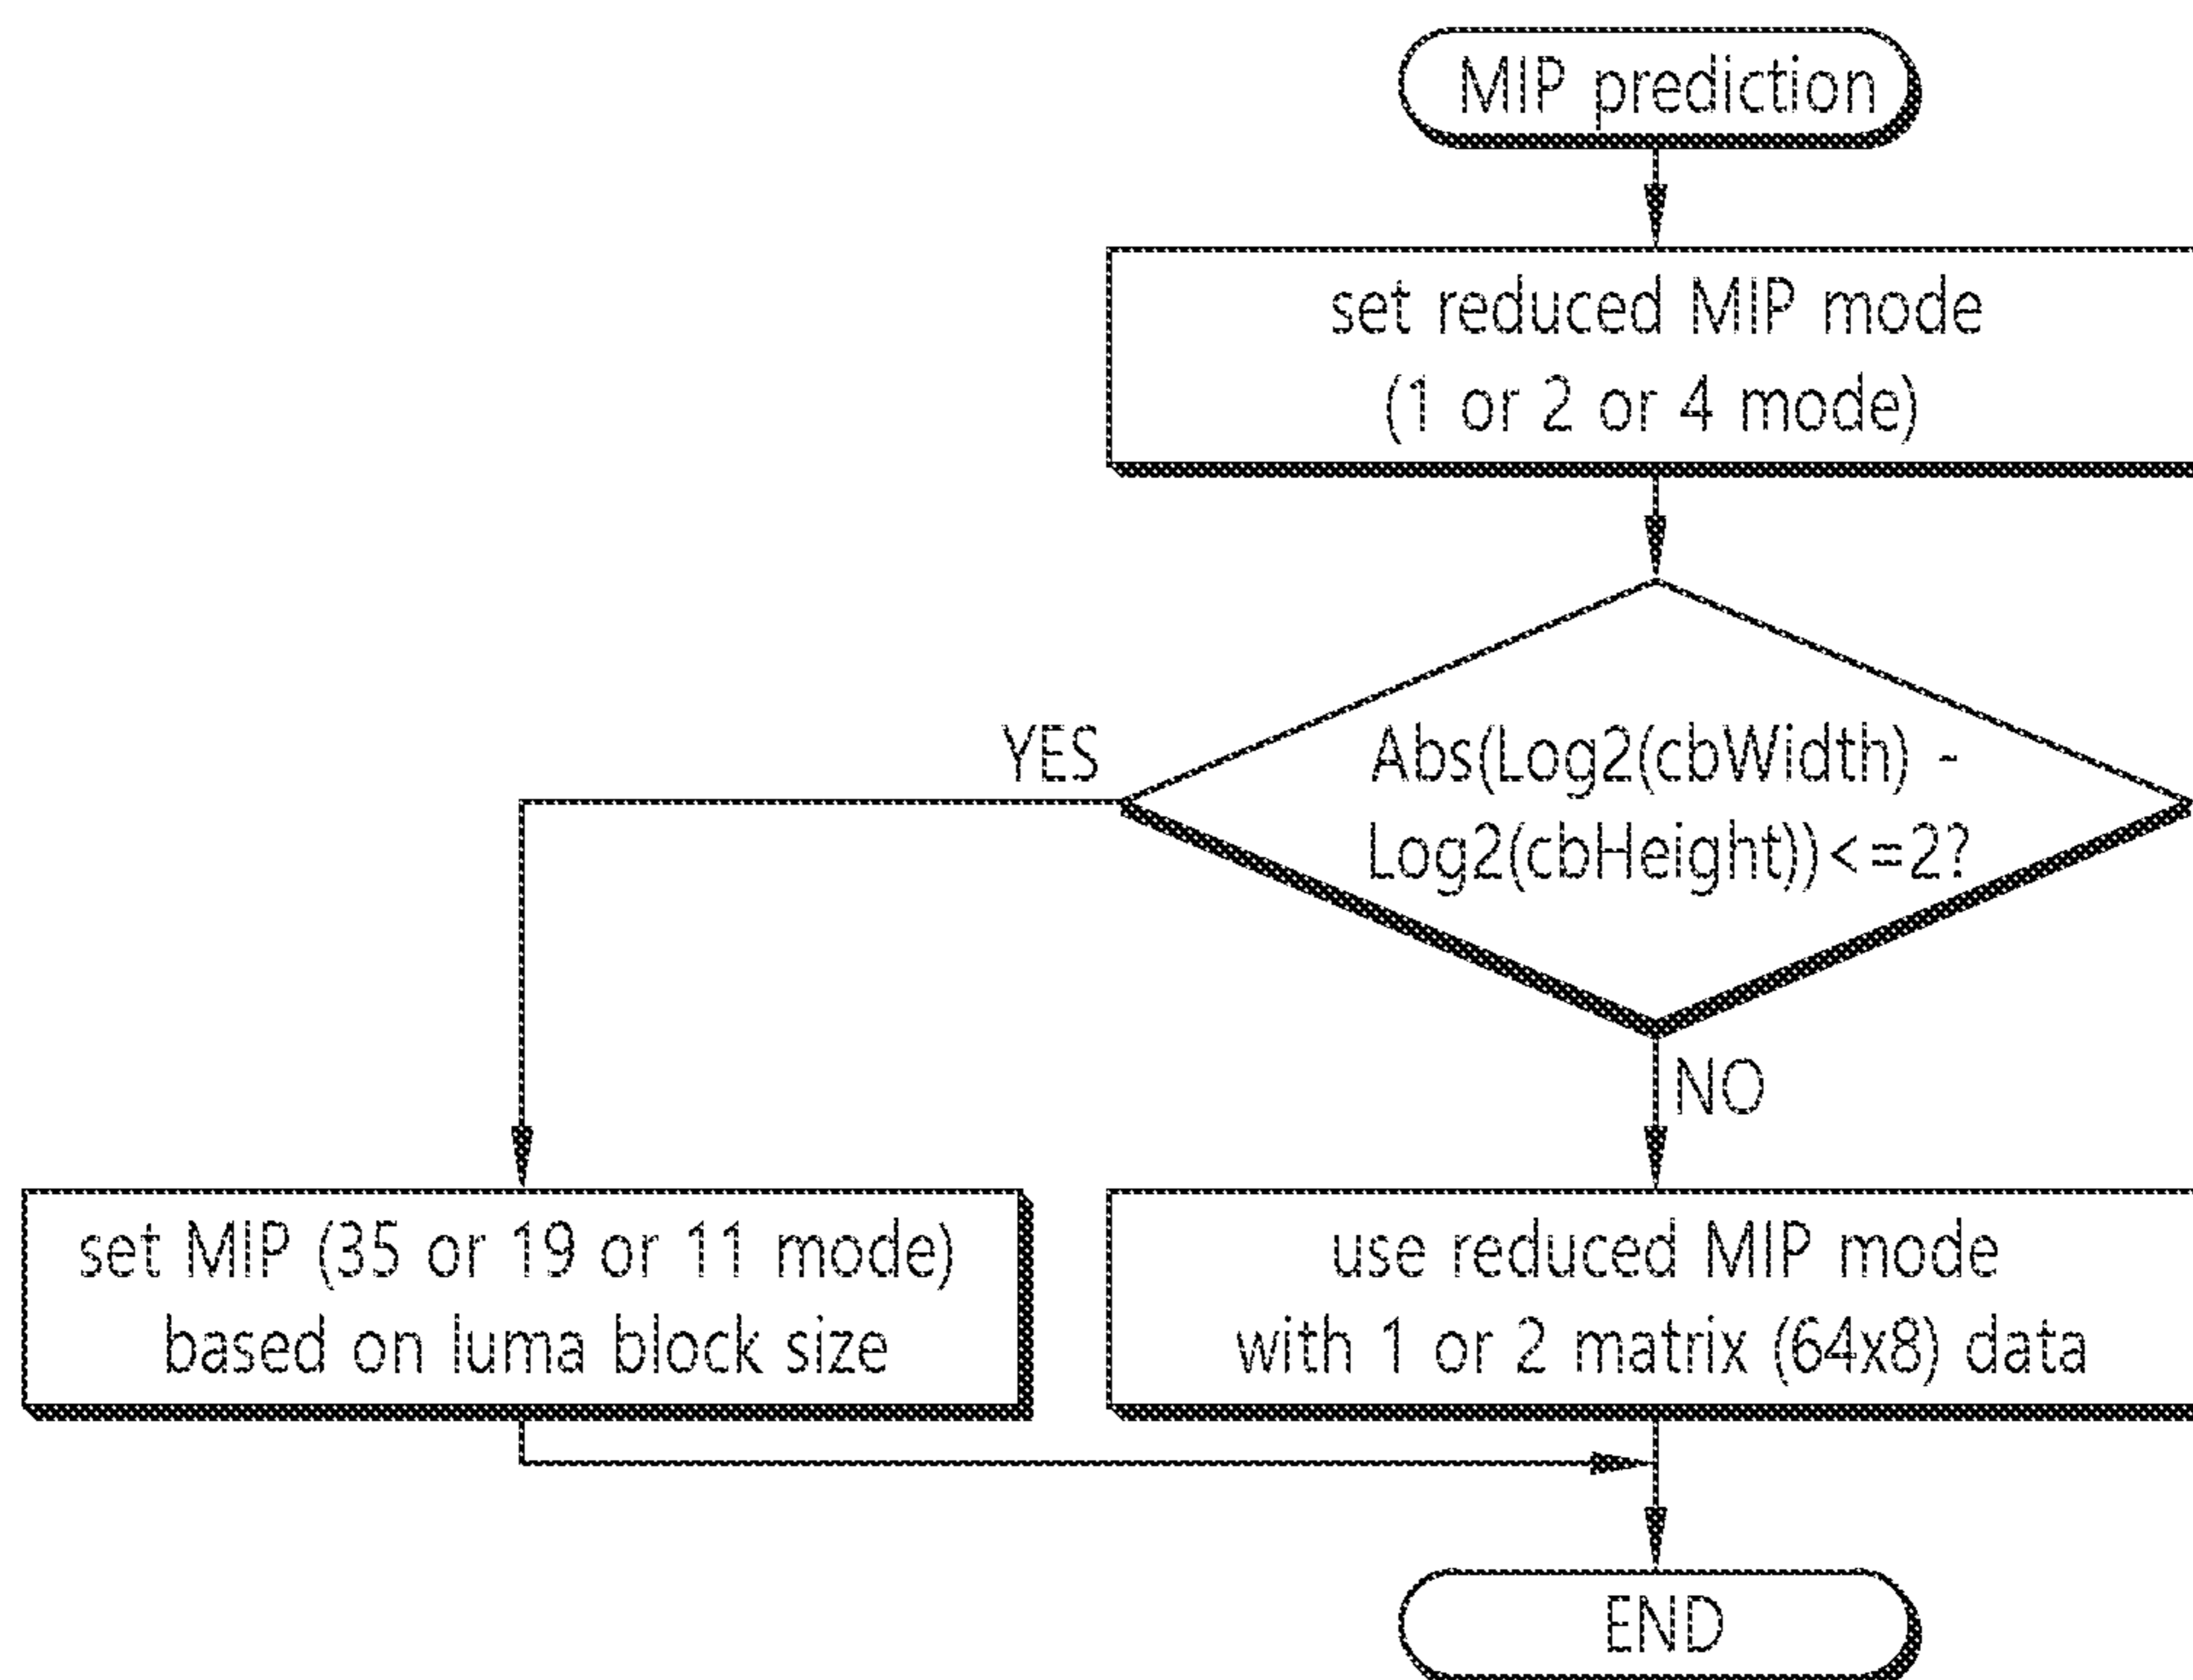 MIP prediction
set reduced MIP mode
(1 or 2 or 4 mode)
YES
Abs(Log2(cbWidth) -
Log2(cbHeight))<=2?
NO
set MIP (35 or 19 or 11 mode)
based on luma block size
use reduced MIP mode
with 1 or 2 matrix (64x8) data
END